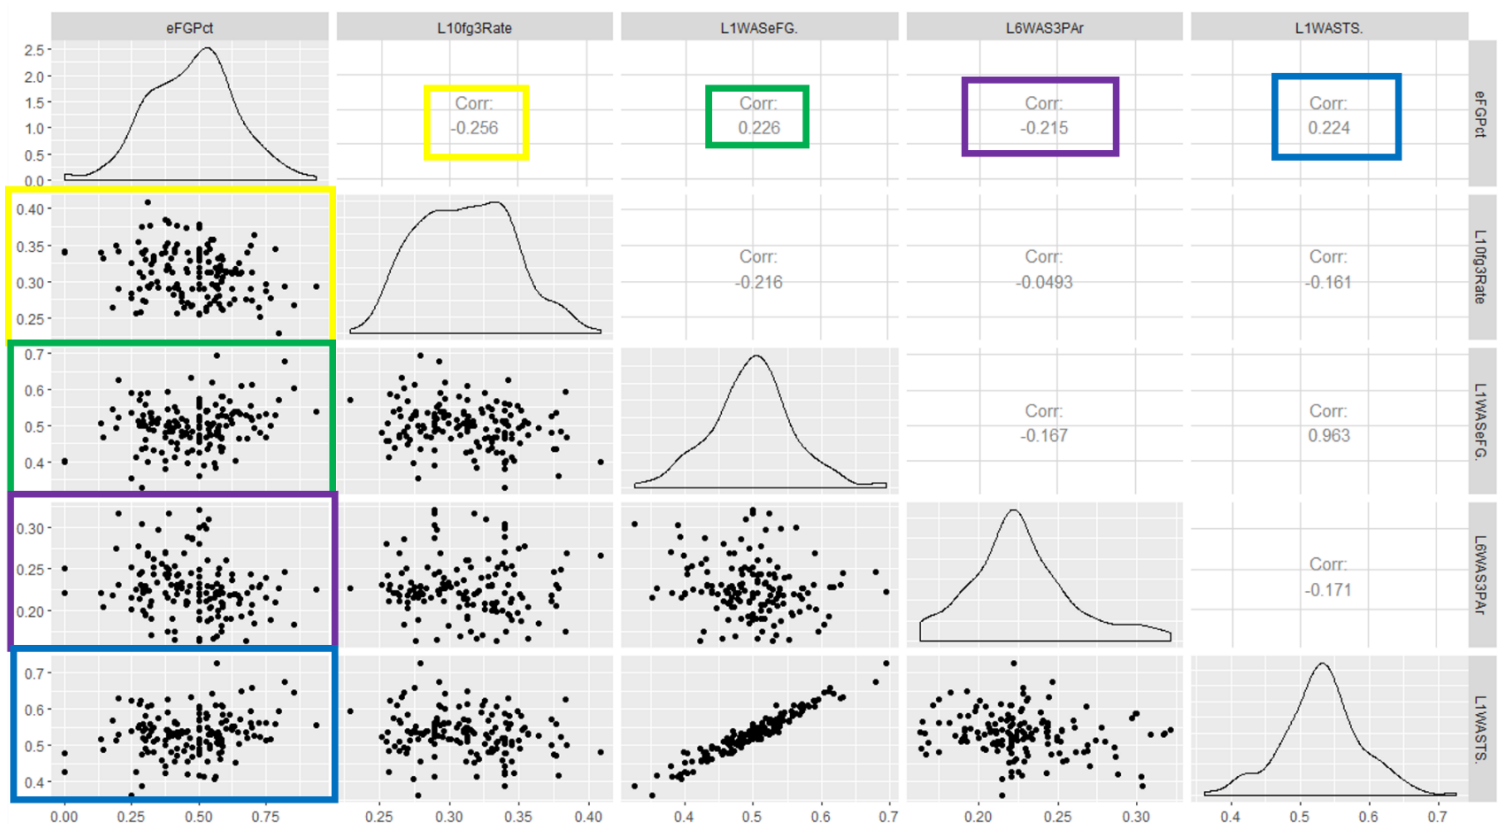 eFGPct L10fg3Rate L1WASeFG. L6WAS3PAr L1WASTS.
2.5
2.0
1.5
1.0
0.5
0.0
Corr:
-0.256
Corr:
0.226
Corr:
-0.215
Corr:
0.224
eFGPct
0.40
0.35
0.30
0.25
Corr:
-0.216
Corr:
-0.0493
Corr:
-0.161
L10fg3Rate
0.7
0.6
0.5
0.4
Corr:
-0.167
Corr:
0.963
L1WASeFG.
0.30
0.25
0.20
Corr:
-0.171
L6WAS3PAr
0.7
0.6
0.5
0.4
L1WASTS.
0.00 0.25 0.50 0.75 0.25 0.30 0.35 0.40 0.4 0.5 0.6 0.7 0.20 0.25 0.30 0.4 0.5 0.6 0.7